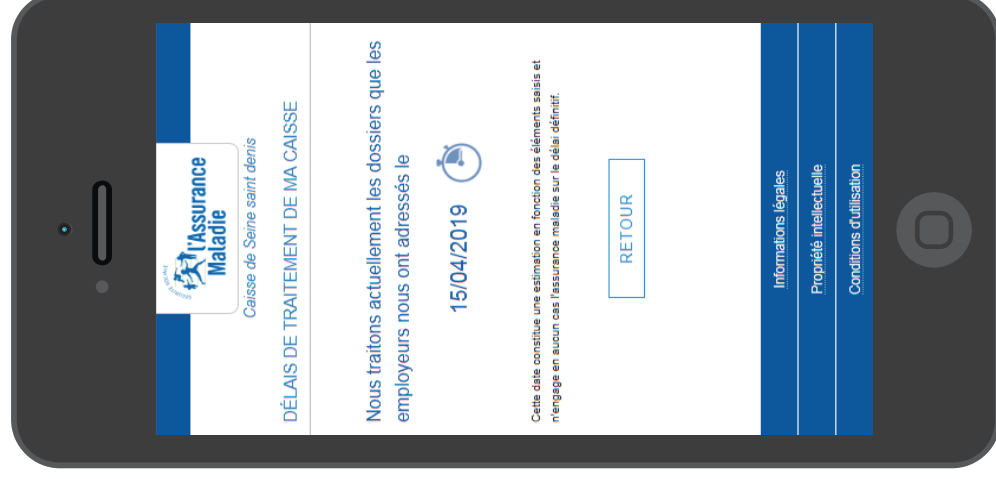 l'Assurance
Maladie
Caisse de Seine saint denis
DÉLAIS DE TRAITEMENT DE MA CAISSE
Nous traitons actuellement les dossiers que les
employeurs nous ont adressés le
15/04/2019
Cette date constitue une estimation en fonction des éléments saisis et
n'engage en aucun cas l'assurance maladie sur le délai définitif.
RETOUR
Informations légales
Propriété intellectuelle
Conditions d'utilisation